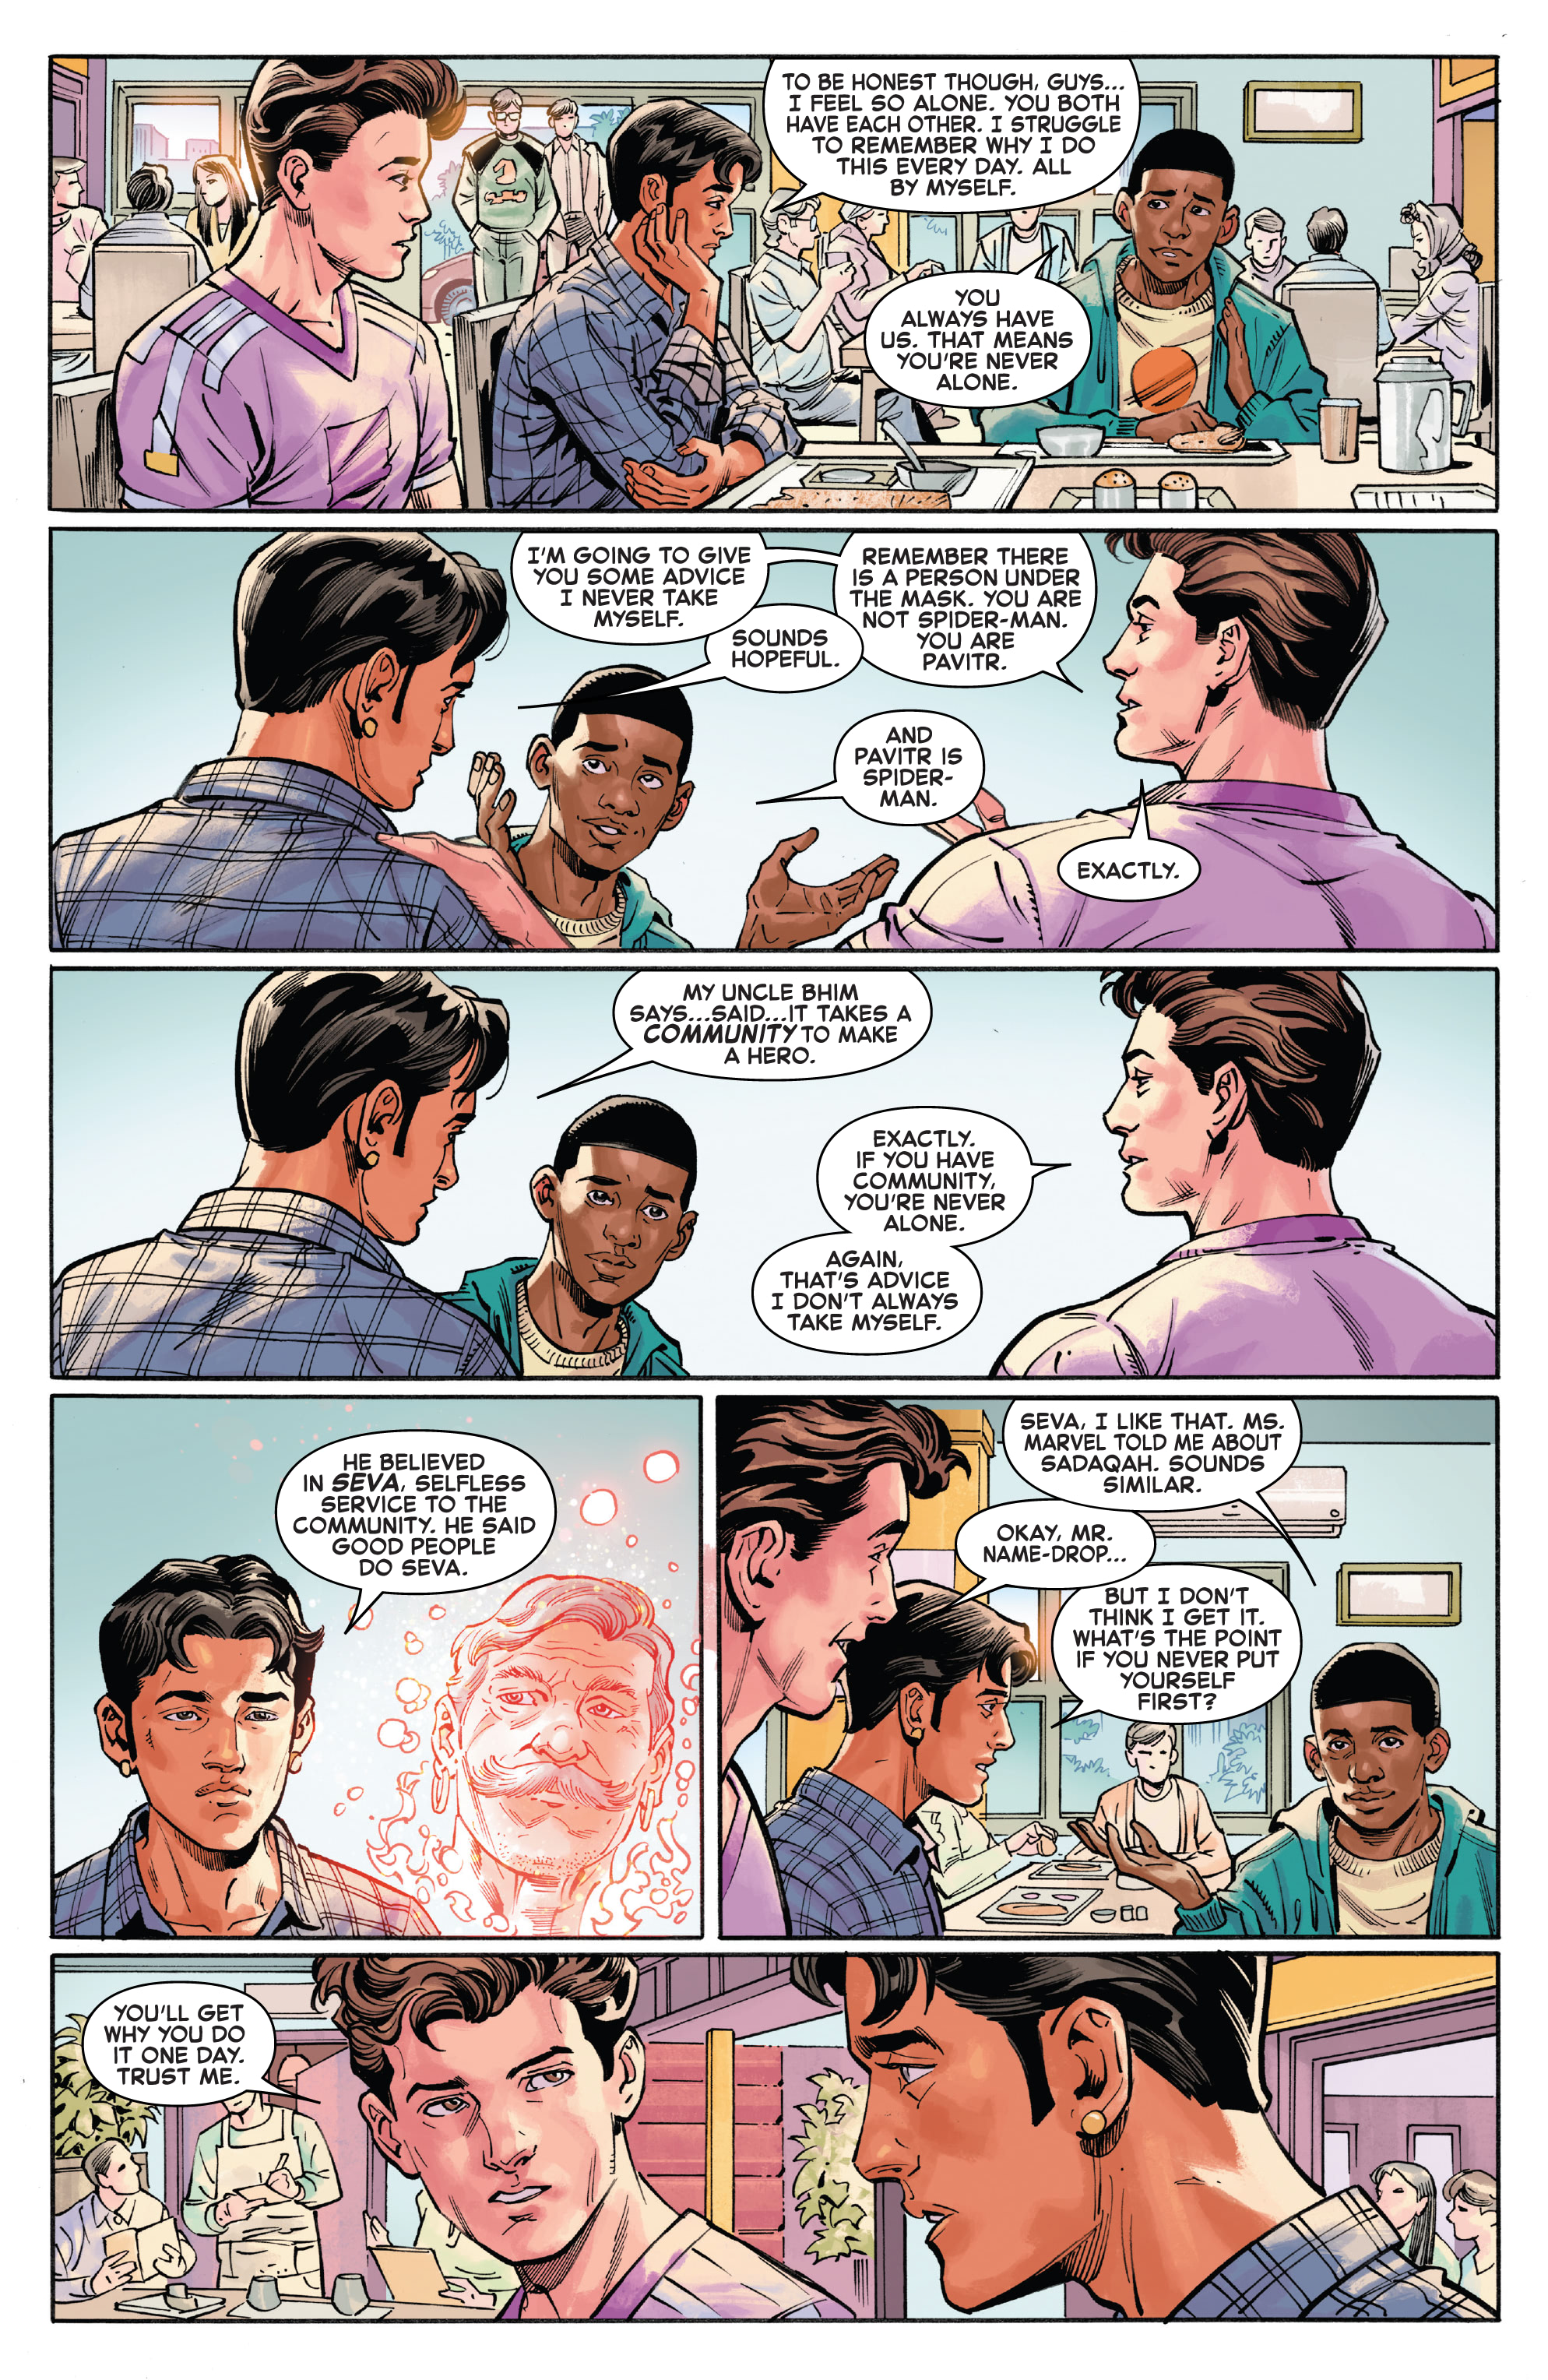 TO BE HONEST THOUGH, GUYS...
I FEEL SO ALONE. YOU BOTH
HAVE EACH OTHER. I STRUGGLE
TO REMEMBER WHY I DO
THIS EVERY DAY. ALL
BY MYSELF.
YOU
ALWAYS HAVE
US. THAT MEANS
YOU'RE NEVER
ALONE.
I'M GOING TO GIVE
YOU SOME ADVICE
I NEVER TAKE
MYSELF.
SOUNDS
HOPEFUL.
REMEMBER THERE
IS A PERSON UNDER
THE MASK. YOU ARE
NOT SPIDER-MAN.
YOU ARE
PAVITR.
AND
PAVITR IS
SPIDER-
MAN.
EXACTLY.
MY UNCLE BHIM
SAYS...SAID...IT TAKES A
COMMUNITY TO MAKE
A HERO.
EXACTLY.
IF YOU HAVE
COMMUNITY,
YOU'RE NEVER
ALONE.
AGAIN,
THAT'S ADVICE
I DON'T ALWAYS
TAKE MYSELF.
HE BELIEVED
IN SEVA, SELFLESS
SERVICE TO THE
COMMUNITY. HE SAID
GOOD PEOPLE
DO SEVA.
SEVA, I LIKE THAT. MS.
MARVEL TOLD ME ABOUT
SADAQAH. SOUNDS
SIMILAR.
OKAY, MR.
NAME-DROP...
BUT I DON'T
THINK I GET IT.
WHAT'S THE POINT
IF YOU NEVER PUT
YOURSELF
FIRST?
YOU'LL GET
WHY YOU DO
IT ONE DAY.
TRUST ME.